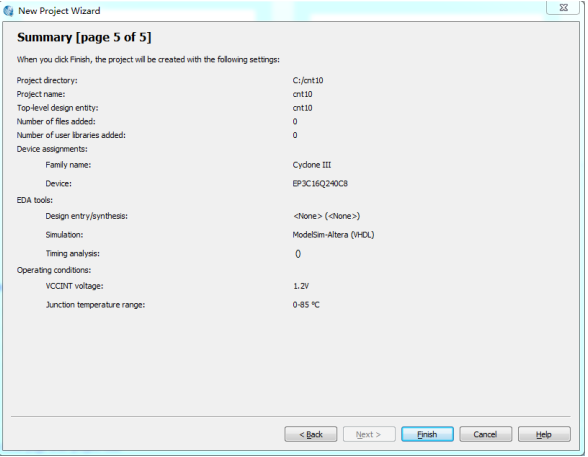 New Project Wizard
Summary [page 5 of 5]
When you click Finish, the project will be created with the following settings:
Project directory: C:/cnt10
Project name: cnt10
Top-level design entity: cnt10
Number of files added: 0
Number of user libraries added: 0
Device assignments:
Family name: Cyclone III
Device: EP3C16Q240C8
EDA tools:
Design entry/synthesis: <None> (<None>)
Simulation: ModelSim-Altera (VHDL)
Timing analysis: ()
Operating conditions:
VCCINT voltage: 1.2V
Junction temperature range: 0-85 ºC
< Back Next > Finish Cancel Help